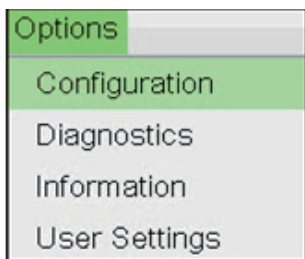 Options
Configuration
Diagnostics
Information
User Settings